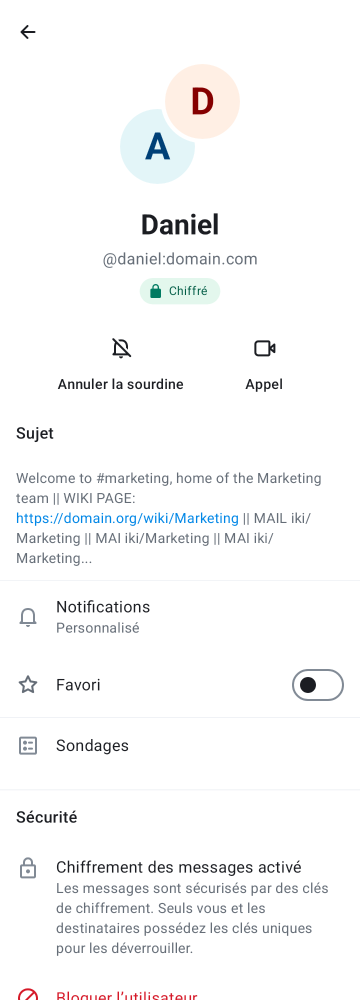 D
A
Daniel
@daniel:domain.com
Chiffré
Annuler la sourdine
Appel
Sujet
Welcome to #marketing, home of the Marketing
team || WIKI PAGE:
https://domain.org/wiki/Marketing || MAIL iki/
Marketing || MAI iki/Marketing || MAI iki/
Marketing...
Notifications
Personnalisé
Favori
Sondages
Sécurité
Chiffrement des messages activé
Les messages sont sécurisés par des clés
de chiffrement. Seuls vous et les
destinataires possédez les clés uniques
pour les déverrouiller.
Bloquer l’utilisateur